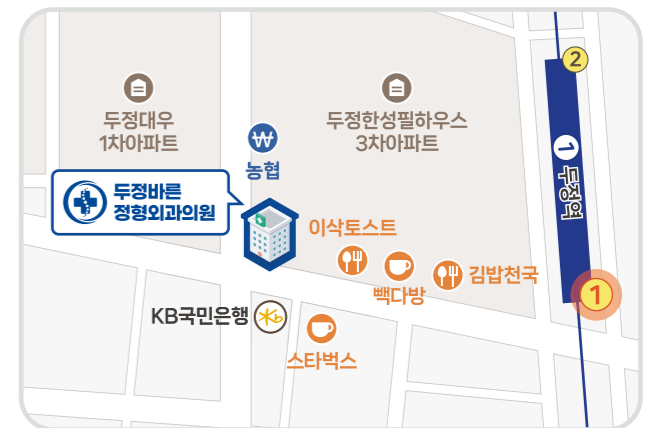 2
두정대우
1차아파트
두정한성필하우스
3차아파트
농협
1 두정역
두정바른
정형외과의원
이삭토스트
빽다방
김밥천국
1
KB국민은행
스타벅스